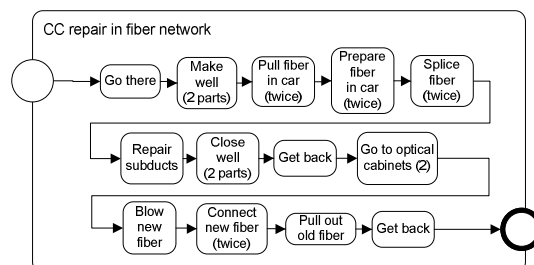 CC repair in fiber network
Go there
Make
well
(2 parts)
Pull fiber
in car
(twice)
Prepare
fiber
in car
(twice)
Splice
fiber
(twice)
Repair
subducts
Close
well
(2 parts)
Get back
Go to optical
cabinets (2)
Blow
new
fiber
Connect
new fiber
(twice)
Pull out
old fiber
Get back